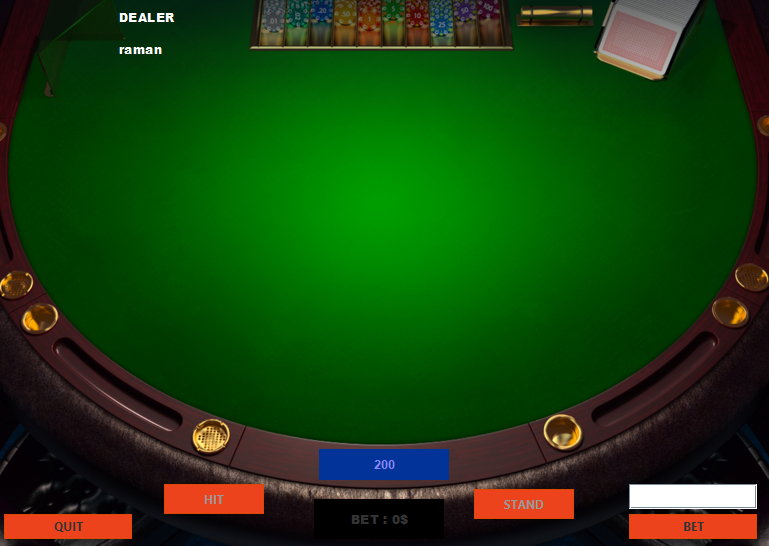 DEALER
raman
200
HIT
STAND
BET : 0$
QUIT
BET